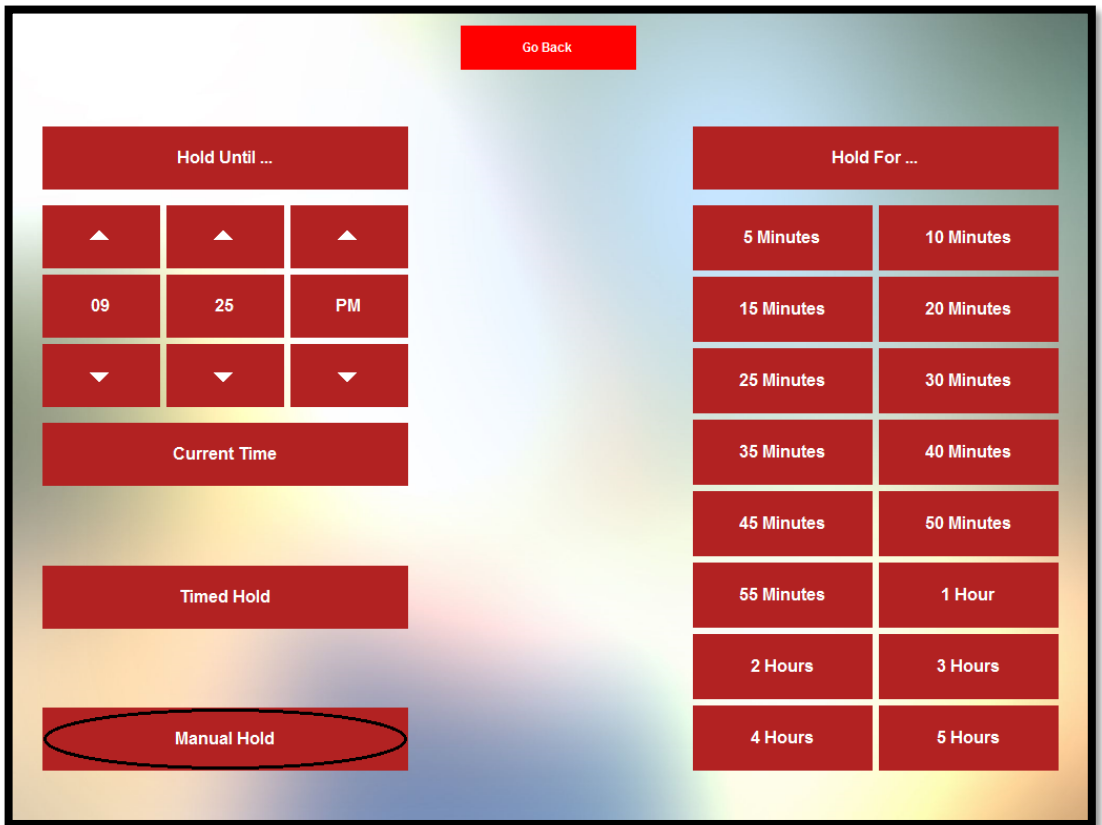 Go Back
Hold Until ...
09 25 PM
Current Time
Timed Hold
Manual Hold
Hold For ...
5 Minutes 10 Minutes
15 Minutes 20 Minutes
25 Minutes 30 Minutes
35 Minutes 40 Minutes
45 Minutes 50 Minutes
55 Minutes 1 Hour
2 Hours 3 Hours
4 Hours 5 Hours